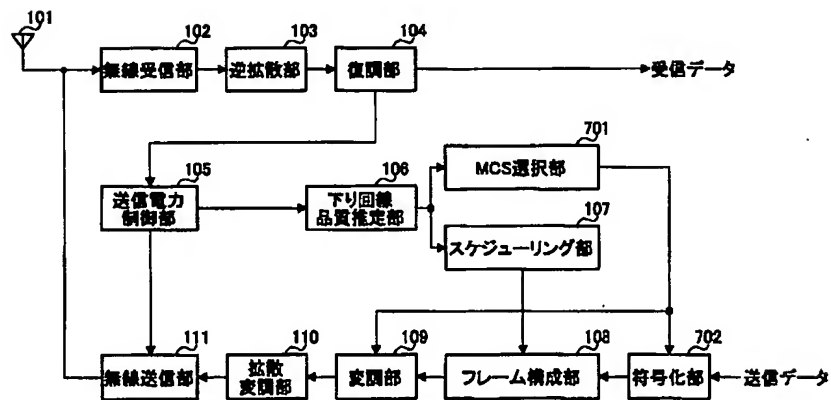 101
102
103
104
無線受信部
逆拡散部
復調部
受信データ
701
MCS選択部
105
106
送信電力
制御部
下り回線
品質推定部
107
スケジューリング部
111
110
109
108
702
無線送信部
拡散
変調部
変調部
フレーム構成部
符号化部
送信データ